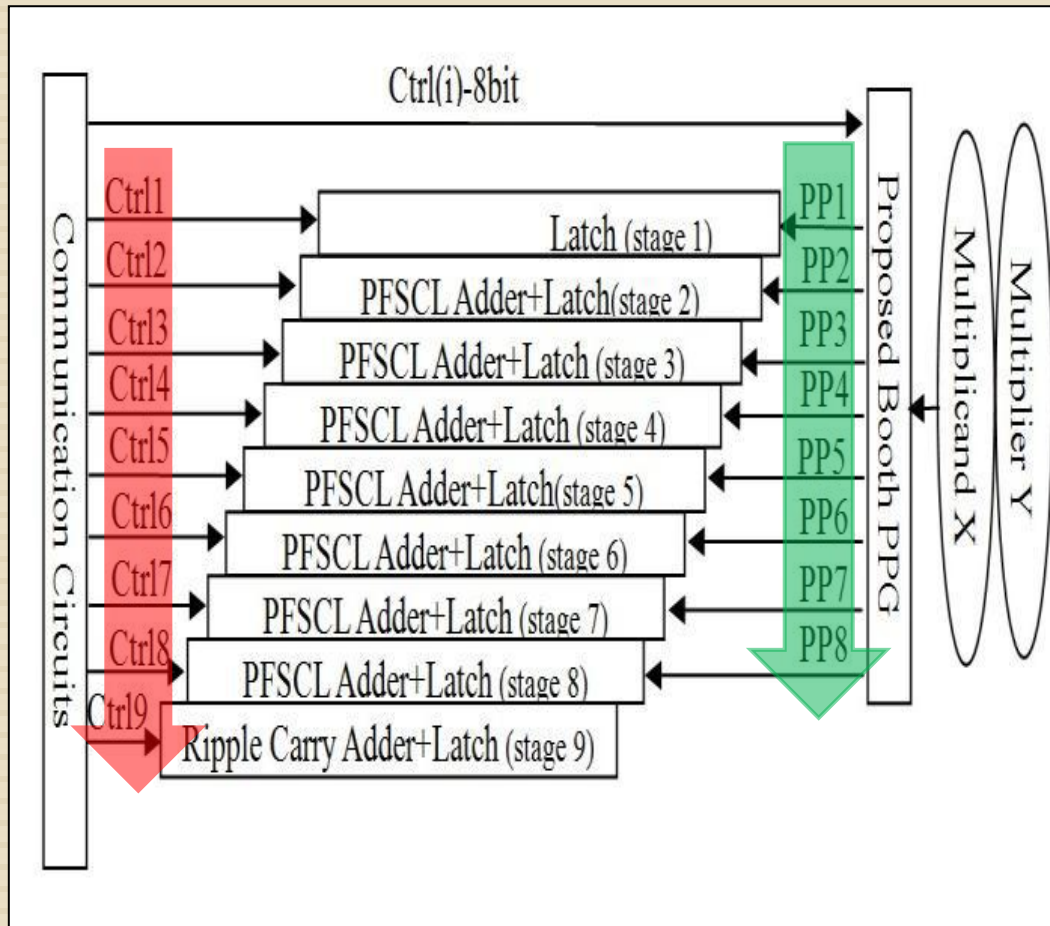 Ctrl(i)-8bit
Communication Circuits
Ctrl1
Latch (stage 1)
PP1
Ctrl2
PFSCL Adder+Latch(stage 2)
PP2
Ctrl3
PFSCL Adder+Latch (stage 3)
PP3
Ctrl4
PFSCL Adder+Latch (stage 4)
PP4
Ctrl5
PFSCL Adder+Latch(stage 5)
PP5
Ctrl6
PFSCL Adder+Latch (stage 6)
PP6
Ctrl7
PFSCL Adder+Latch (stage 7)
PP7
Ctrl8
PFSCL Adder+Latch (stage 8)
PP8
Ctrl9
Ripple Carry Adder+Latch (stage 9)
Proposed Booth PPG
Multiplicand X
Multiplier Y